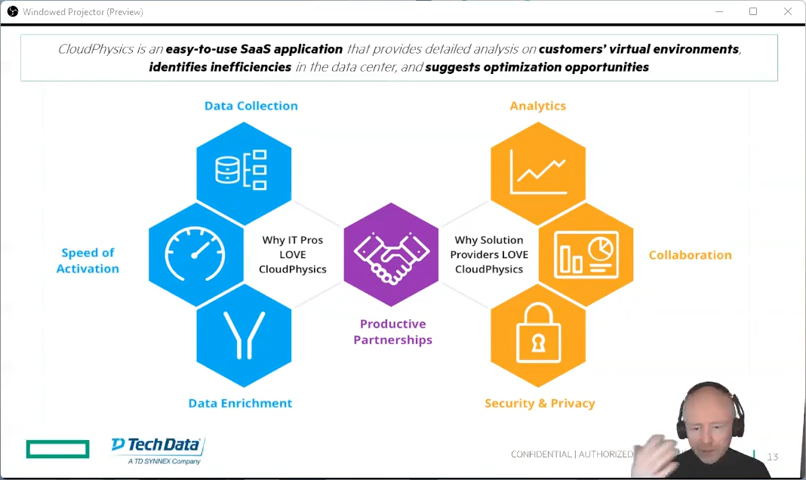 Windowed Projector (Preview)
CloudPhysics is an easy-to-use SaaS application that provides detailed analysis on customers' virtual environments,
identifies inefficiencies in the data center, and suggests optimization opportunities
Data Collection
Analytics
Speed of
Activation
Why IT Pros
LOVE
CloudPhysics
Why Solution
Providers LOVE
CloudPhysics
Collaboration
Productive
Partnerships
Data Enrichment
Security & Privacy
TechData
A TD SYNNEX Company
CONFIDENTIAL | AUTHORIZED
13